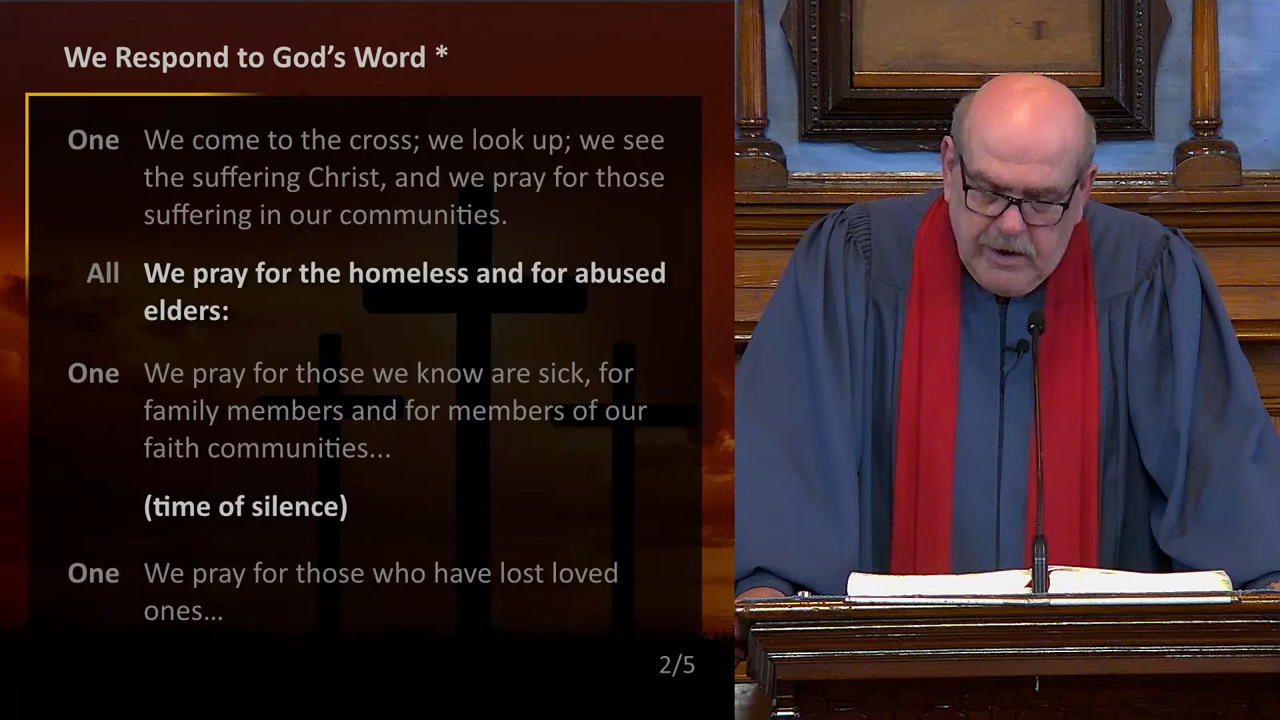 We Respond to God’s Word *
One We come to the cross; we look up; we see
the suffering Christ, and we pray for those
suffering in our communities.
All We pray for the homeless and for abused
elders:
One We pray for those we know are sick, for
family members and for members of our
faith communities...
(time of silence)
One We pray for those who have lost loved
ones...
2/5